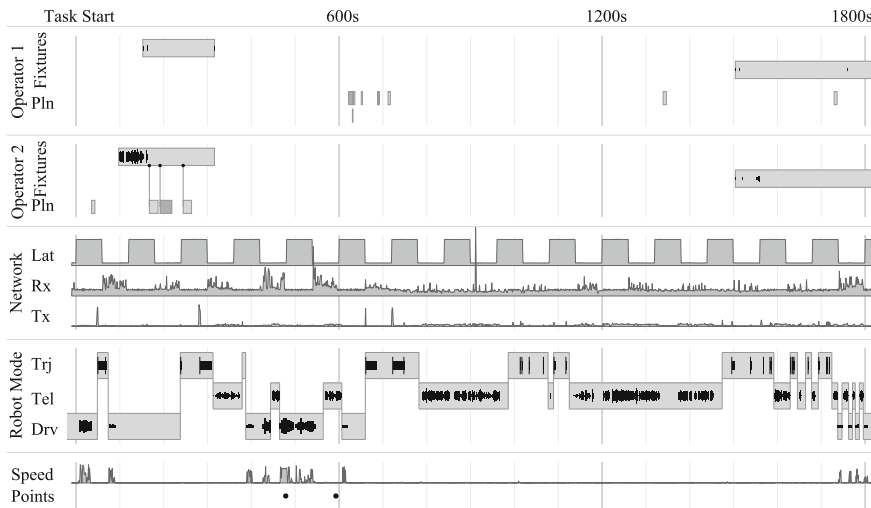 Task Start 600s 1200s 1800s
Operator 1
Fixtures
Pln
Operator 2
Fixtures
Pln
Network
Lat
Rx
Tx
Robot Mode
Trj
Tel
Drv
Speed
Points